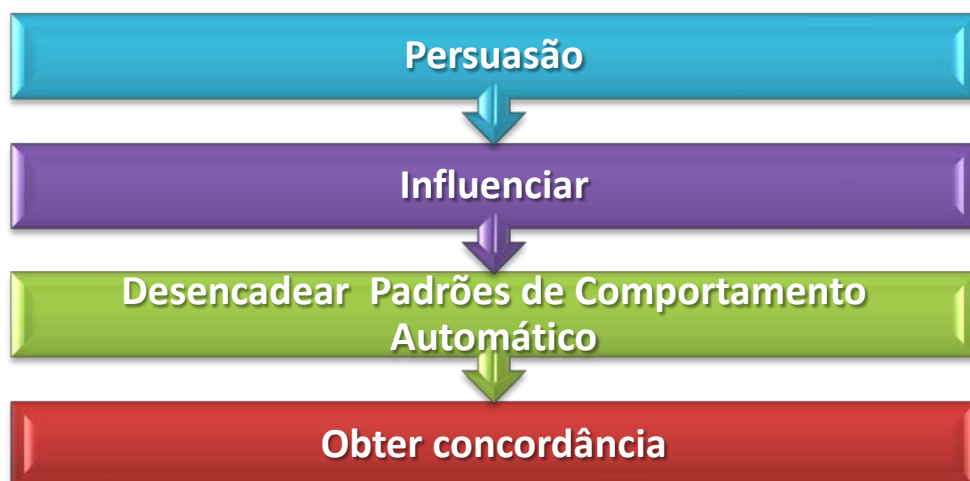 Persuasão
Influenciar
Desencadear  Padrões de Comportamento
Automático
Obter concordância